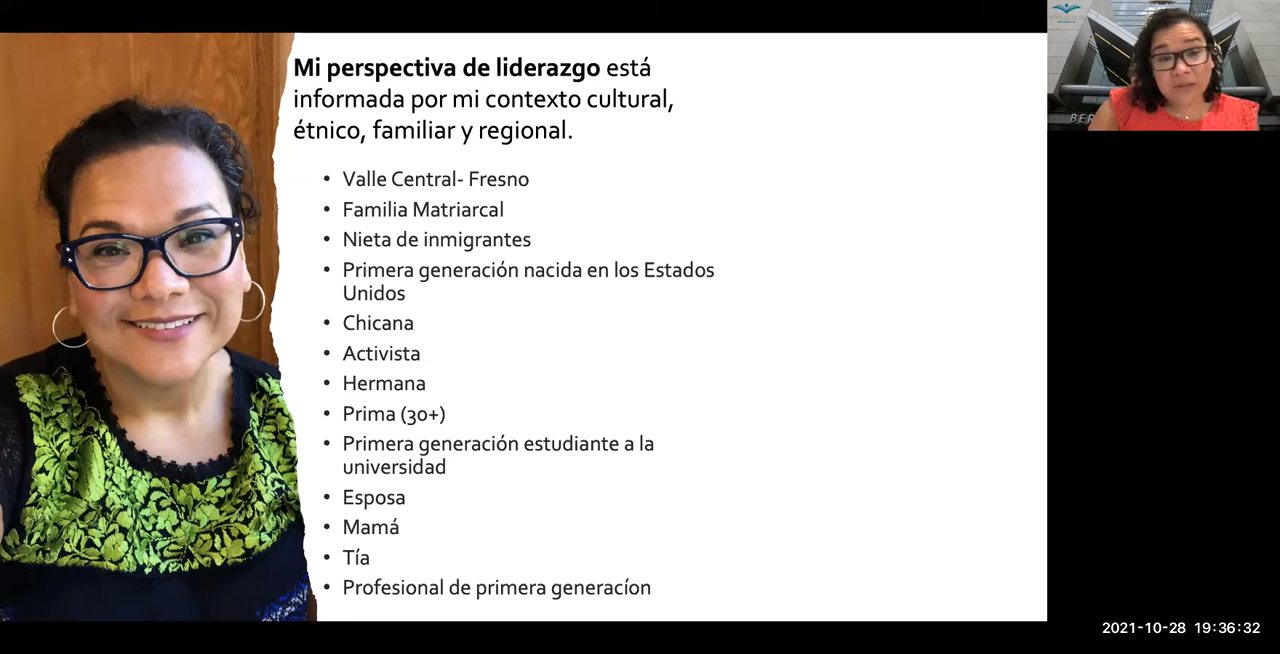 Mi perspectiva de liderazgo está
informada por mi contexto cultural,
étnico, familiar y regional.
• Valle Central- Fresno
• Familia Matriarcal
• Nieta de inmigrantes
• Primera generación nacida en los Estados
Unidos
• Chicana
• Activista
• Hermana
• Prima (30+)
• Primera generación estudiante a la
universidad
• Esposa
• Mamá
• Tía
• Profesional de primera generacíon
BER
2021-10-28 19:36:32